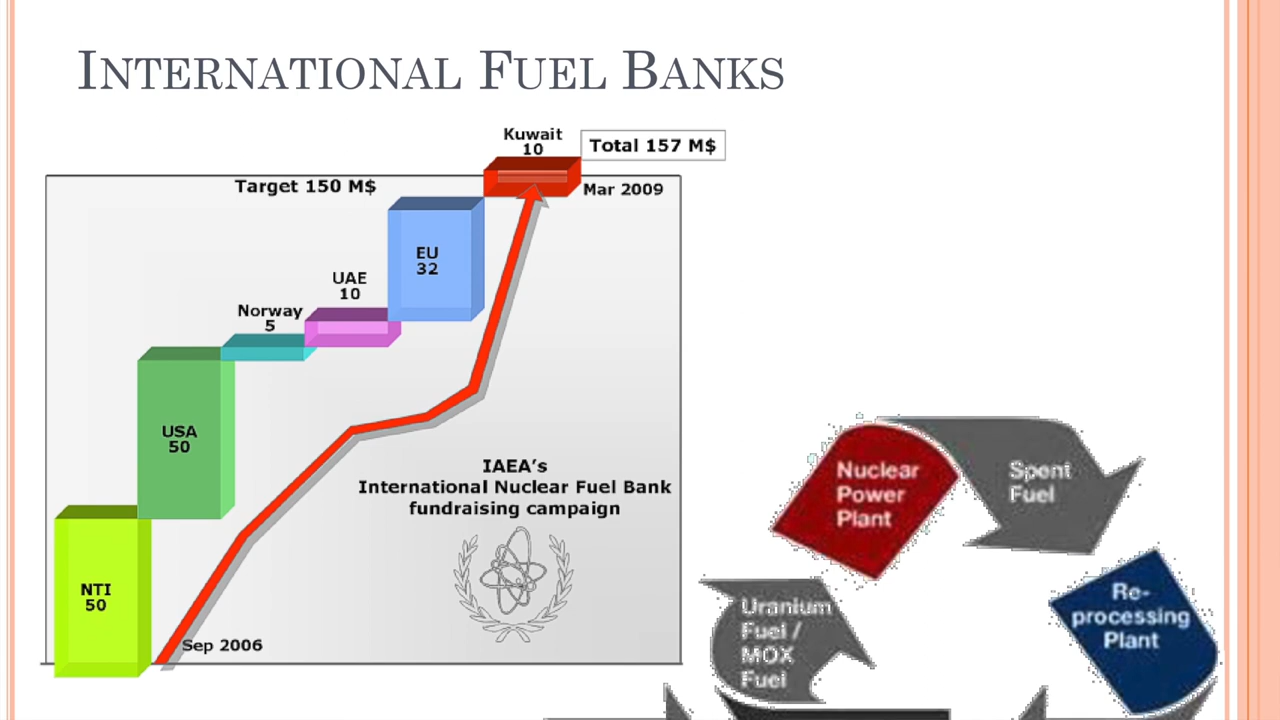 INTERNATIONAL FUEL BANKS
Kuwait
10
Total 157 M$
Target 150 M$
Mar 2009
EU
32
UAE
10
Norway
5
USA
50
IAEA's
International Nuclear Fuel Bank
fundraising campaign
NTI
50
Sep 2006
Nuclear
Power
Plant
Spent
Fuel
Re-
processing
Plant
Uranium
Fuel /
MOX
Fuel